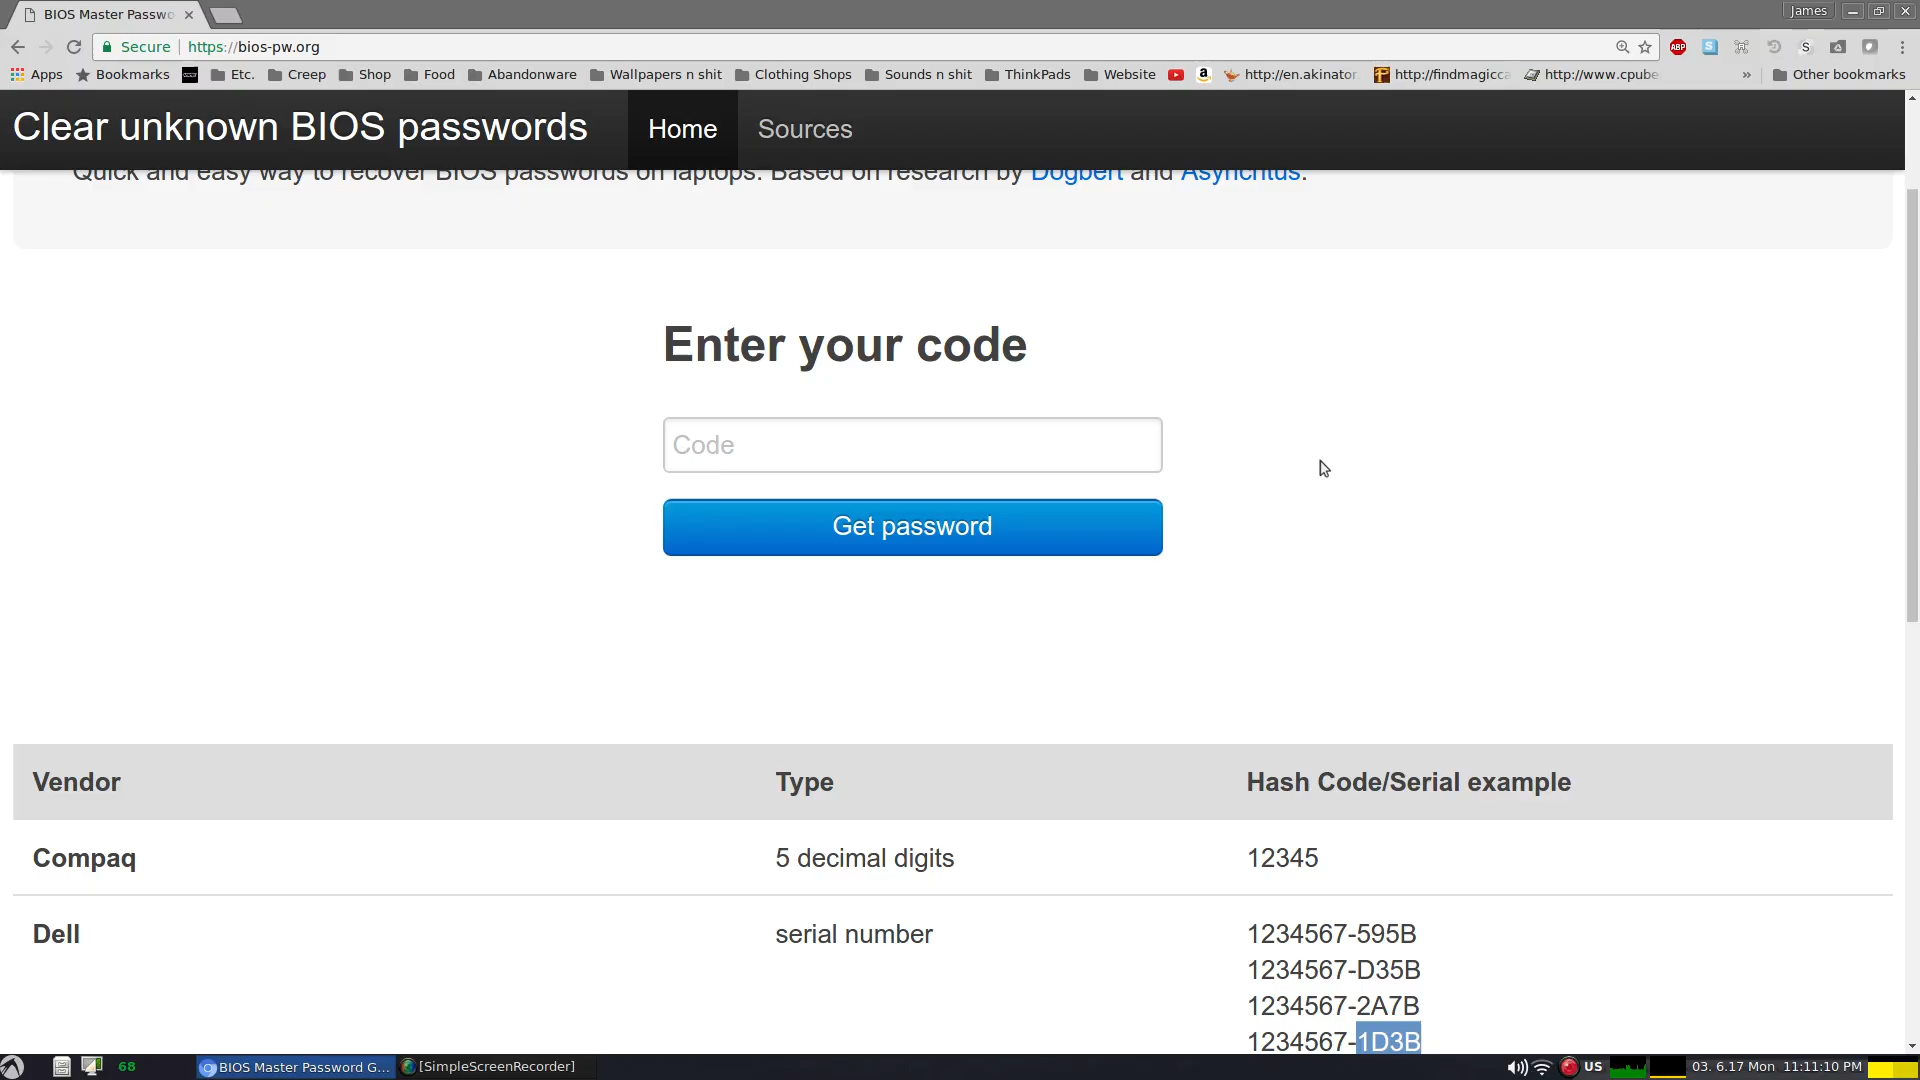 BIOS Master Passwo
James
Secure
https://bios-pw.org
ABP
S
S
Apps
Bookmarks
Etc.
Creep
Shop
Food
Abandonware
Wallpapers n shit
Clothing Shops
Sounds n shit
ThinkPads
Website
a
http://en.akinator
http://findmagicca
http://www.cpube
»
Other bookmarks
Clear unknown BIOS passwords
Home
Sources
Quick and easy way to recover BIOS passwords on laptops. Based on research by Dogbert and Asyncritus.
Enter your code
Code
Get password
Vendor
Type
Hash Code/Serial example
Compaq
5 decimal digits
12345
Dell
serial number
1234567-595B
1234567-D35B
1234567-2A7B
1234567-1D3B
68
BIOS Master Password G...
[SimpleScreenRecorder]
US
03. 6.17 Mon 11:11:10 PM